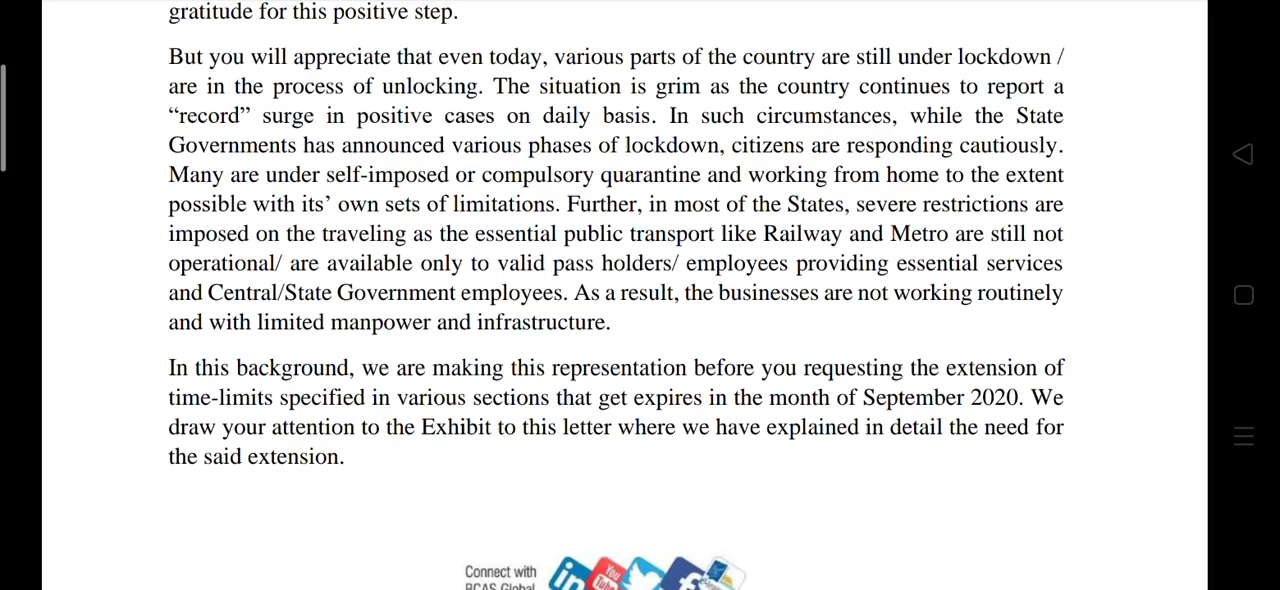 gratitude for this positive step.
But you will appreciate that even today, various parts of the country are still under lockdown /
are in the process of unlocking. The situation is grim as the country continues to report a
“record” surge in positive cases on daily basis. In such circumstances, while the State
Governments has announced various phases of lockdown, citizens are responding cautiously.
Many are under self-imposed or compulsory quarantine and working from home to the extent
possible with its’ own sets of limitations. Further, in most of the States, severe restrictions are
imposed on the traveling as the essential public transport like Railway and Metro are still not
operational/ are available only to valid pass holders/ employees providing essential services
and Central/State Government employees. As a result, the businesses are not working routinely
and with limited manpower and infrastructure.
In this background, we are making this representation before you requesting the extension of
time-limits specified in various sections that get expires in the month of September 2020. We
draw your attention to the Exhibit to this letter where we have explained in detail the need for
the said extension.
Connect with
BCAS Global
in
You
Tube
f